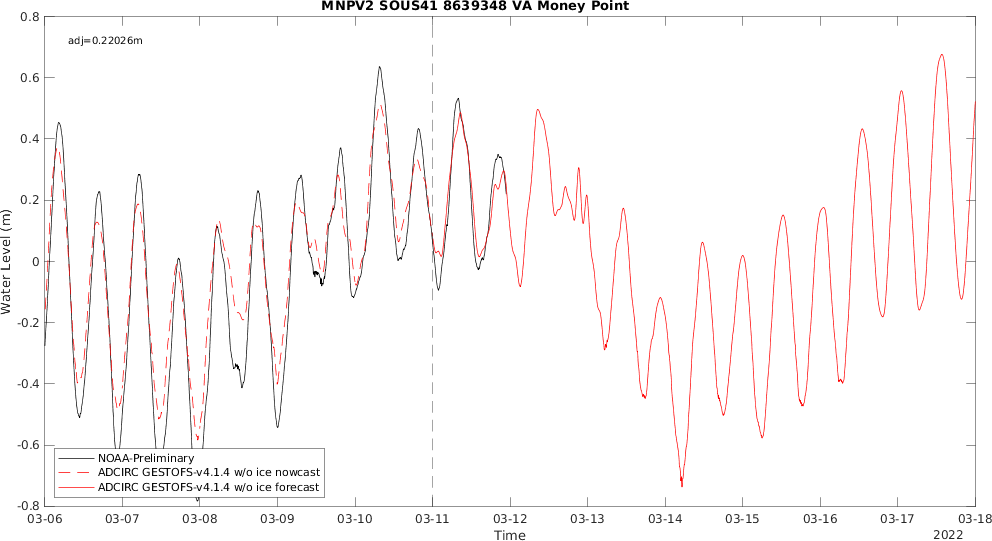 MNPV2 SOUS41 8639348 VA Money Point
adj=0.22026m
0.8
0.6
0.4
0.2
0
-0.2
-0.4
-0.6
-0.8
Water Level (m)
NOAA-Preliminary
ADCIRC GESTOFS-v4.1.4 w/o ice nowcast
ADCIRC GESTOFS-v4.1.4 w/o ice forecast
03-06 03-07 03-08 03-09 03-10 03-11 03-12 03-13 03-14 03-15 03-16 03-17 03-18
Time
2022